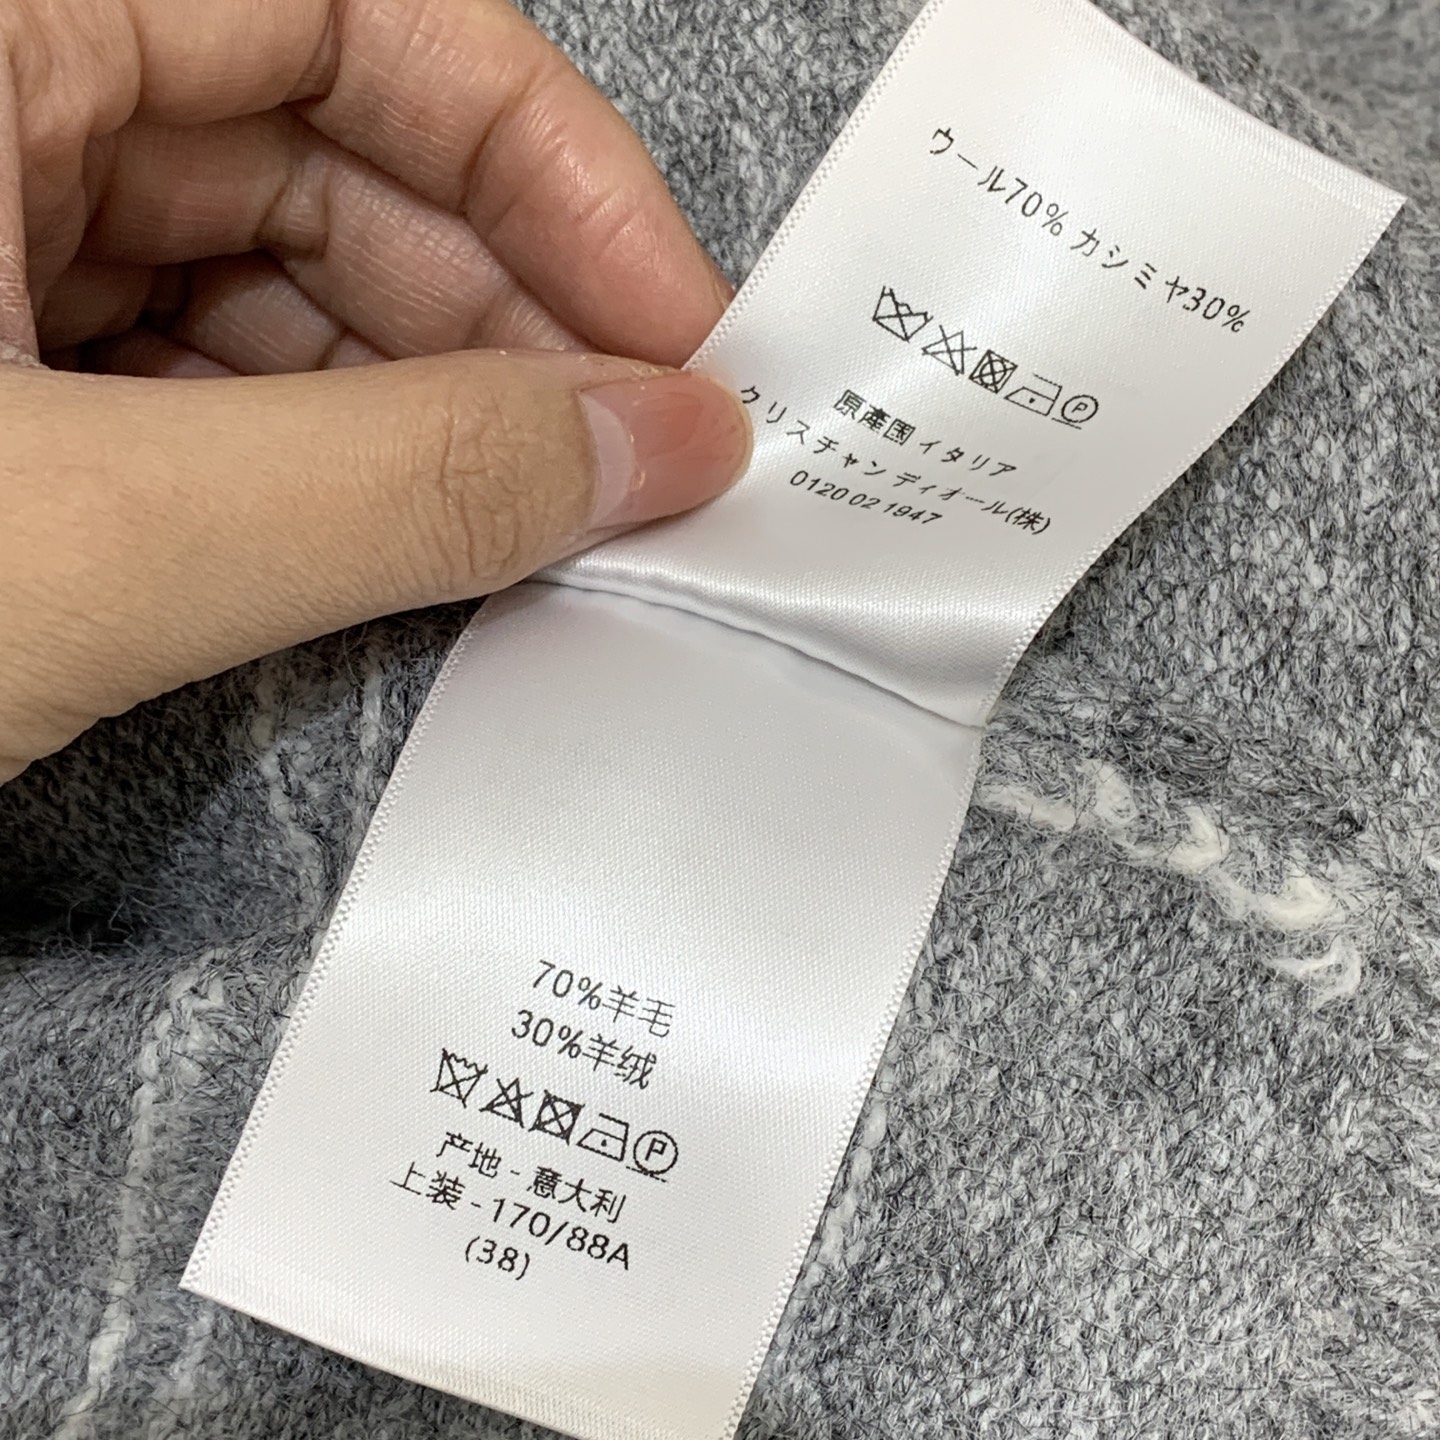 ウール70% カシミヤ30%
原産国 イタリア
クリスチャン ディオール(株)
0120 02 1947
70%羊毛
30%羊绒
产地 - 意大利
上装 - 170/88A
(38)